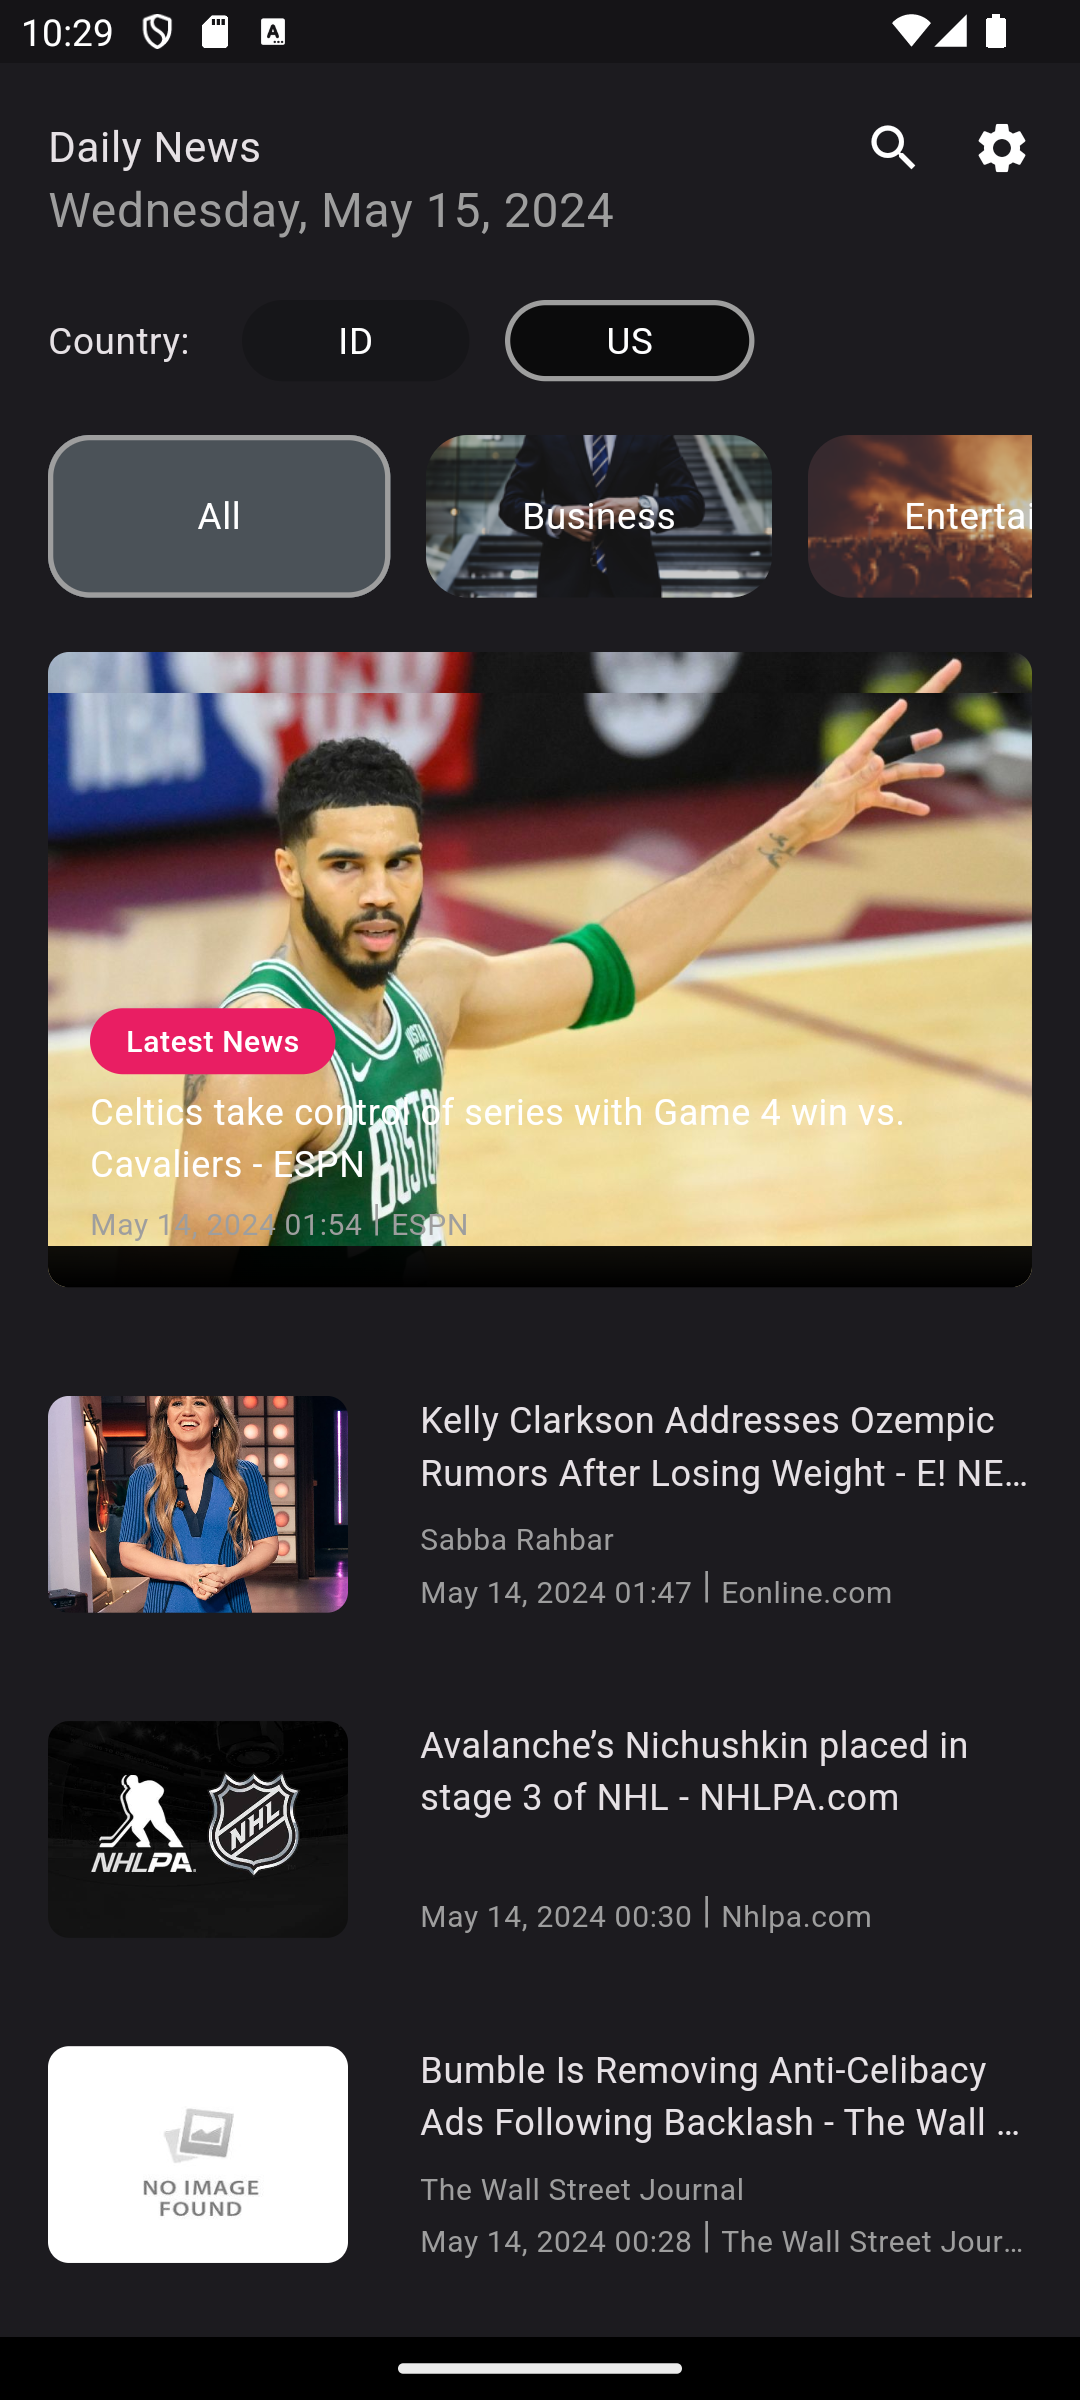 10:29
Daily News
Wednesday, May 15, 2024
Country:
ID
US
All
Business
Entertai
NBA
Latest News
Celtics take control of series with Game 4 win vs.
Cavaliers - ESPN
May 14, 2024 01:54 | ESPN
Kelly Clarkson Addresses Ozempic
Rumors After Losing Weight - E! NE…
Sabba Rahbar
May 14, 2024 01:47 | Eonline.com
NHLPA
NHL
Avalanche’s Nichushkin placed in
stage 3 of NHL - NHLPA.com
May 14, 2024 00:30 | Nhlpa.com
NO IMAGE
FOUND
Bumble Is Removing Anti-Celibacy
Ads Following Backlash - The Wall …
The Wall Street Journal
May 14, 2024 00:28 | The Wall Street Jour…